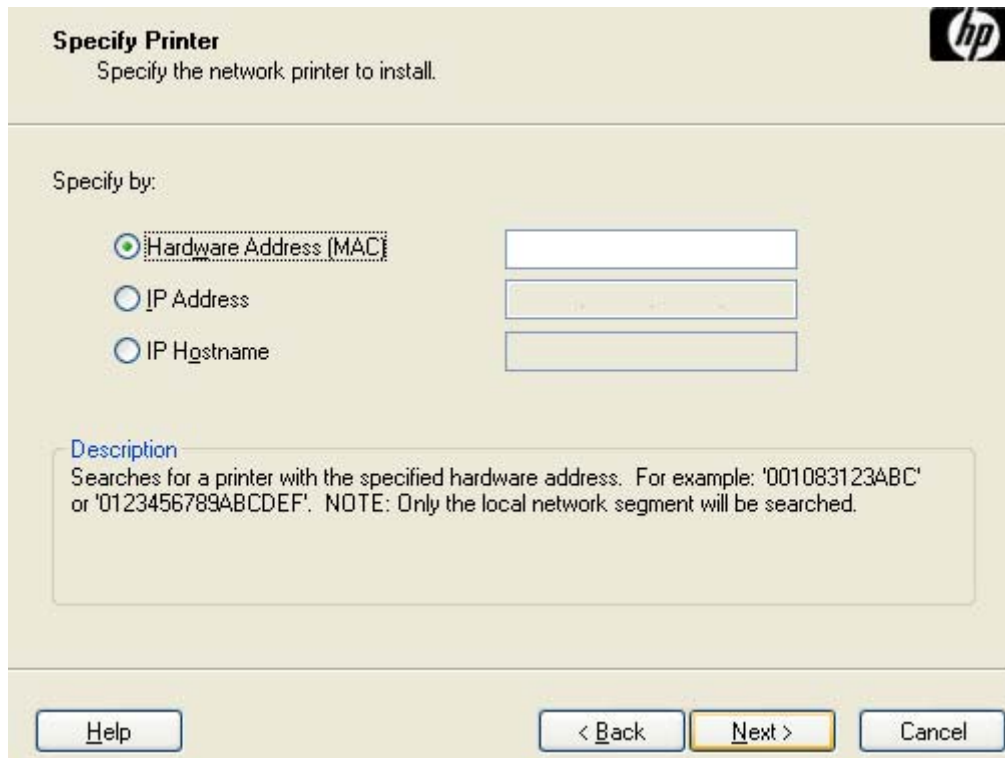 Specify Printer
Specify the network printer to install.
hp
Specify by:
Hardware Address (MAC)
IP Address
IP Hostname
Description
Searches for a printer with the specified hardware address. For example: '001083123ABC'
or '0123456789ABCDEF'. NOTE: Only the local network segment will be searched.
Help
< Back
Next >
Cancel